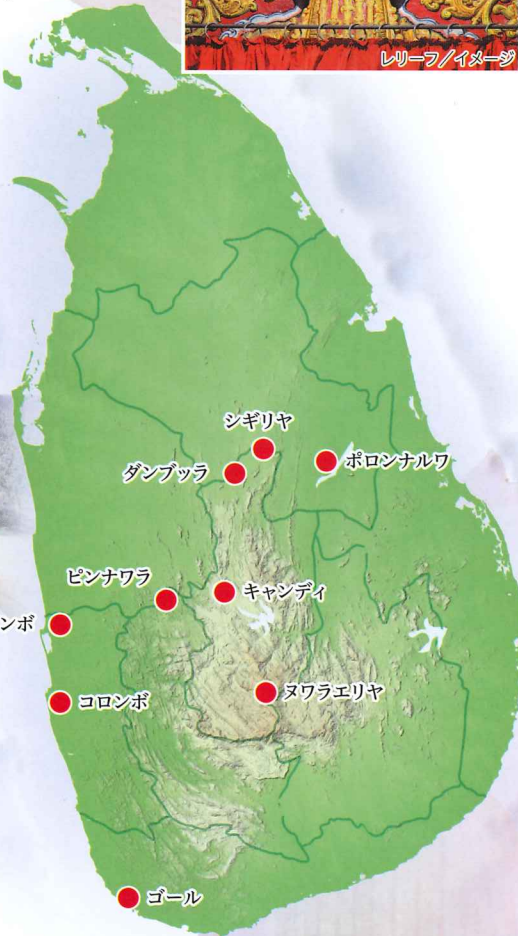 レリーフ／イメージ
シギリヤ
ダンブッラ
ポロンナルワ
ピンナワラ
キャンディ
ンボ
コロンボ
ヌワラエリヤ
ゴール